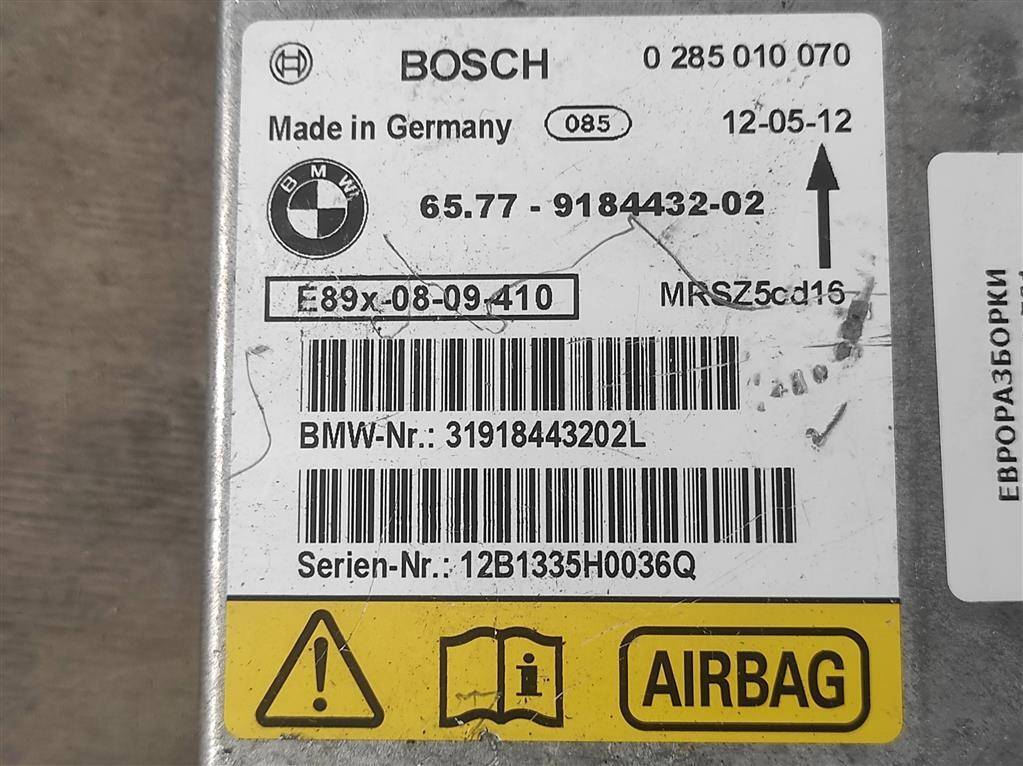 BOSCH 0 285 010 070
Made in Germany 085 12-05-12
BMW 65.77 - 9184432-02
E89x-08-09-410 MRSZ5cd16
BMW-Nr.: 31918443202L
Serien-Nr.: 12B1335H0036Q
AIRBAG
ЕВРОРАЗБОРКИ